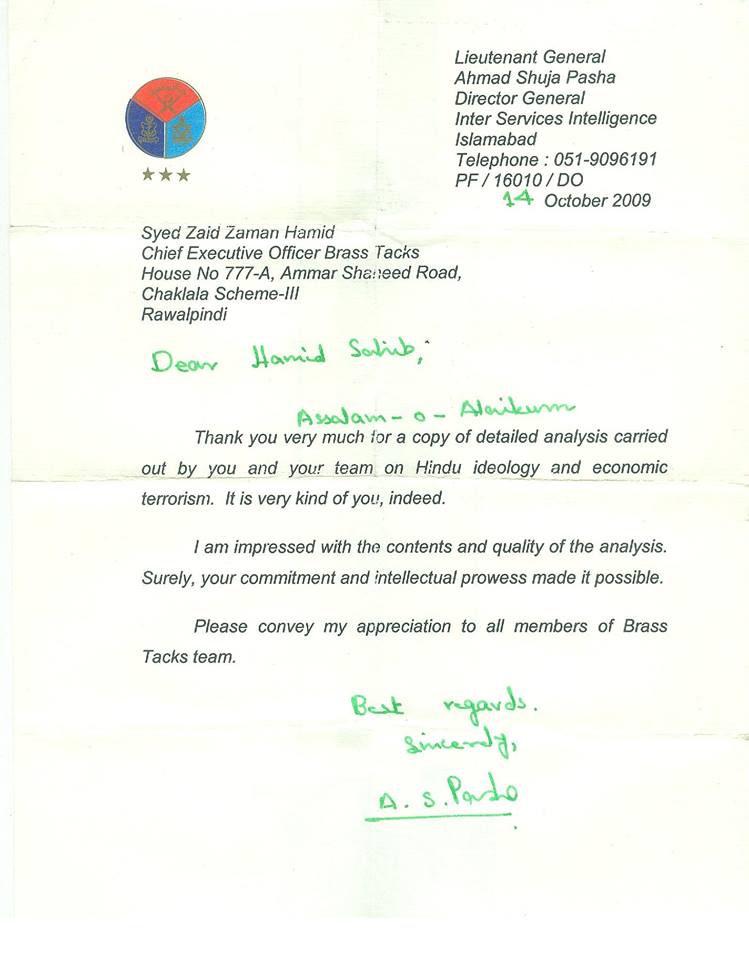 Lieutenant General
Ahmad Shuja Pasha
Director General
Inter Services Intelligence
Islamabad
Telephone : 051-9096191
PF / 16010 / DO
14 October 2009
Syed Zaid Zaman Hamid
Chief Executive Officer Brass Tacks
House No 777-A, Ammar Shaheed Road,
Chaklala Scheme-III
Rawalpindi
Dear Hamid Sahib,
Assalam-o-Alaikum
Thank you very much for a copy of detailed analysis carried
out by you and your team on Hindu ideology and economic
terrorism. It is very kind of you, indeed.
I am impressed with the contents and quality of the analysis.
Surely, your commitment and intellectual prowess made it possible.
Please convey my appreciation to all members of Brass
Tacks team.
Best regards.
Sincerely,
A. S. Pasha